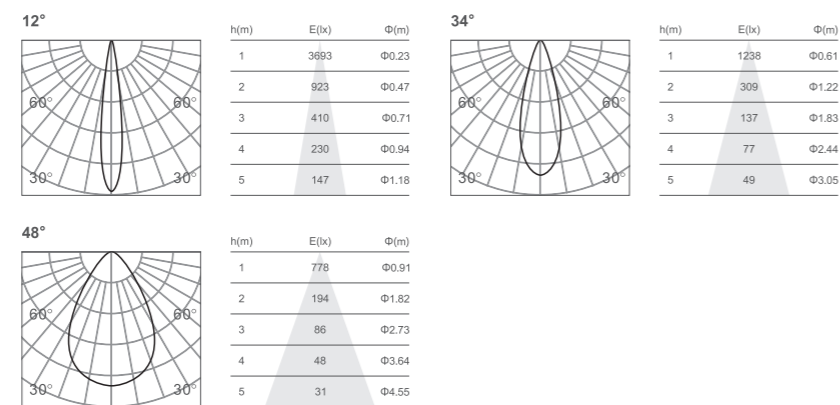 12°
60° 60°
30° 30°
h(m) E(lx) Φ(m)
1 3693 Φ0.23
2 923 Φ0.47
3 410 Φ0.71
4 230 Φ0.94
5 147 Φ1.18
34°
60° 60°
30° 30°
h(m) E(lx) Φ(m)
1 1238 Φ0.61
2 309 Φ1.22
3 137 Φ1.83
4 77 Φ2.44
5 49 Φ3.05
48°
60° 60°
30° 30°
h(m) E(lx) Φ(m)
1 778 Φ0.91
2 194 Φ1.82
3 86 Φ2.73
4 48 Φ3.64
5 31 Φ4.55